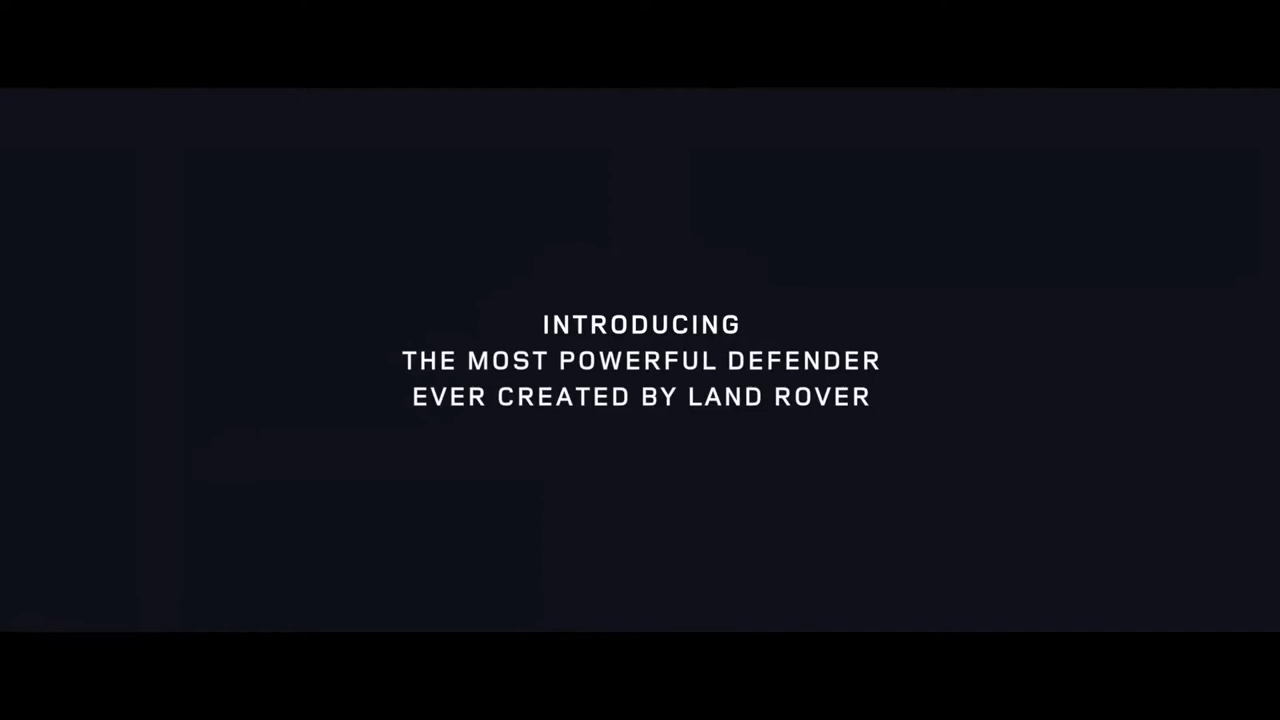 INTRODUCING
THE MOST POWERFUL DEFENDER
EVER CREATED BY LAND ROVER